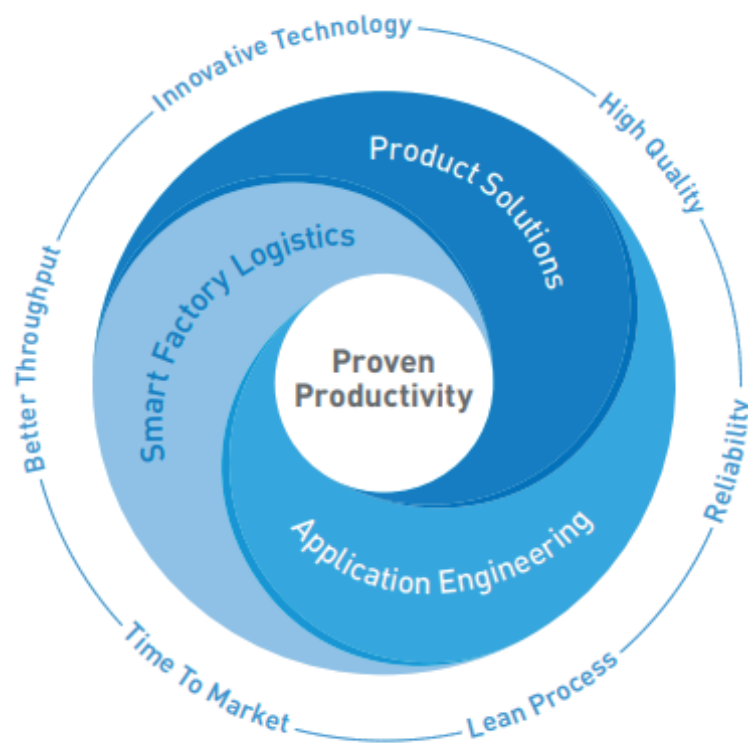 Innovative Technology
High Quality
Reliability
Lean Process
Time To Market
Better Throughput
Product Solutions
Application Engineering
Smart Factory Logistics
Proven
Productivity